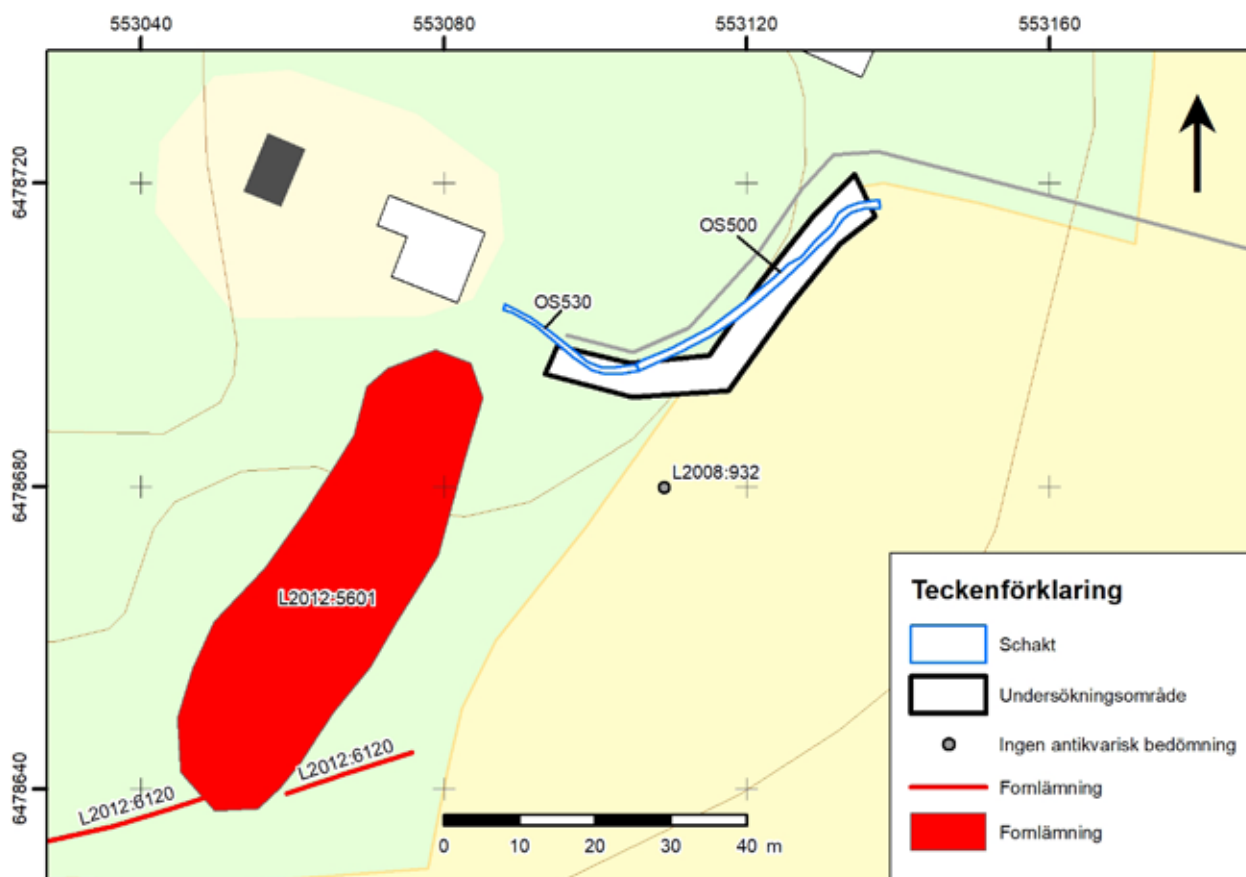 553040 553080 553120 553160
6478720
OS500
OS530
6478680
L2008:932
L2012:5601
Teckenförklaring
Schakt
Undersökningsområde
Ingen antikvarisk bedömning
Fornlämning
Fornlämning
L2012:6120
L2012:6120
6478640
0 10 20 30 40 m